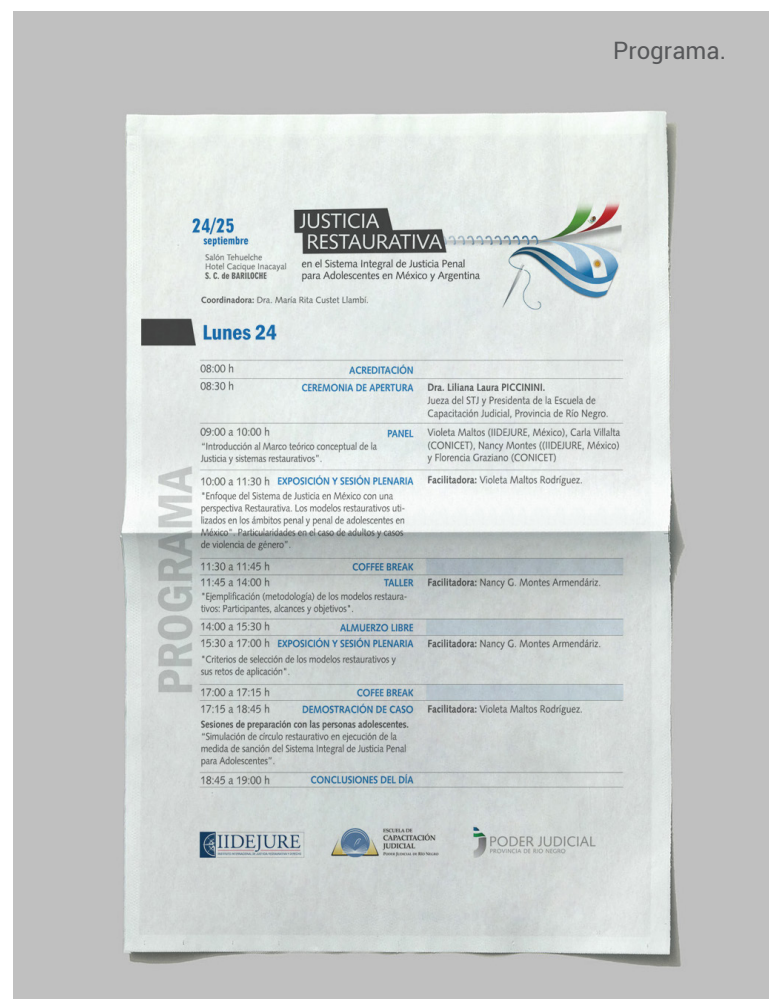 Programa.
24/25
septiembre
Salón Tehuelche
Hotel Cacique Inacayal
S. C. de BARILOCHE
JUSTICIA
RESTAURATIVA
en el Sistema Integral de Justicia Penal
para Adolescentes en México y Argentina
Coordinadora: Dra. María Rita Custet Llambí.
Lunes 24
PROGRAMA
08:00 h ACREDITACIÓN
08:30 h CEREMONIA DE APERTURA Dra. Liliana Laura PICCININI.
Jueza del STJ y Presidenta de la Escuela de
Capacitación Judicial, Provincia de Río Negro.
09:00 a 10:00 h PANEL Violeta Maltos (IIDEJURE, México), Carla Villalta
"Introducción al Marco teórico conceptual de la (CONICET), Nancy Montes ((IIDEJURE, México)
Justicia y sistemas restaurativos". y Florencia Graziano (CONICET)
10:00 a 11:30 h EXPOSICIÓN Y SESIÓN PLENARIA Facilitadora: Violeta Maltos Rodríguez.
"Enfoque del Sistema de Justicia en México con una
perspectiva Restaurativa. Los modelos restaurativos uti-
lizados en los ámbitos penal y penal de adolescentes en
México". Particularidades en el caso de adultos y casos
de violencia de género".
11:30 a 11:45 h COFFEE BREAK
11:45 a 14:00 h TALLER Facilitadora: Nancy G. Montes Armendáriz.
"Ejemplificación (metodología) de los modelos restaura-
tivos: Participantes, alcances y objetivos".
14:00 a 15:30 h ALMUERZO LIBRE
15:30 a 17:00 h EXPOSICIÓN Y SESIÓN PLENARIA Facilitadora: Nancy G. Montes Armendáriz.
"Criterios de selección de los modelos restaurativos y
sus retos de aplicación".
17:00 a 17:15 h COFEE BREAK
17:15 a 18:45 h DEMOSTRACIÓN DE CASO Facilitadora: Violeta Maltos Rodríguez.
Sesiones de preparación con las personas adolescentes.
"Simulación de círculo restaurativo en ejecución de la
medida de sanción del Sistema Integral de Justicia Penal
para Adolescentes".
18:45 a 19:00 h CONCLUSIONES DEL DÍA
IIDEJURE
ESCUELA DE
CAPACITACIÓN
JUDICIAL
PODER JUDICIAL DE RÍO NEGRO
PODER JUDICIAL
PROVINCIA DE RÍO NEGRO